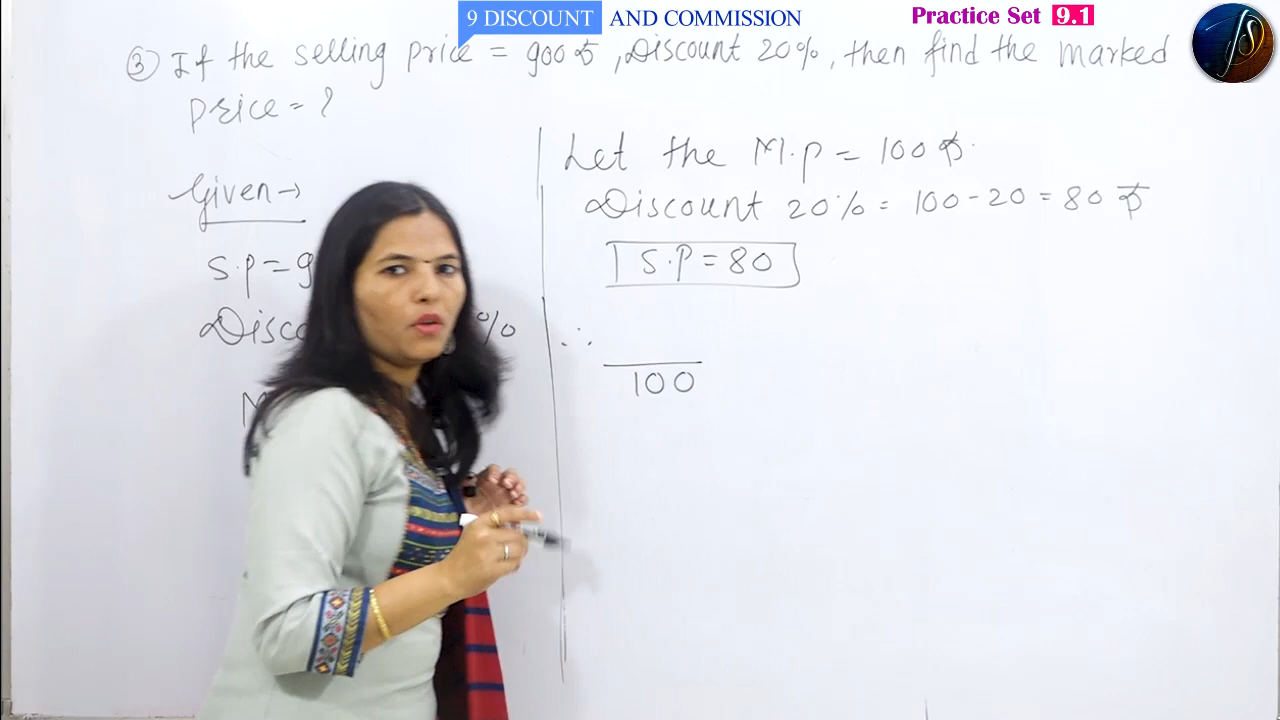 9 DISCOUNT AND COMMISSION
Practice Set 9.1
③ If the selling price = 900 रु, Discount 20%, then find the marked
price = ?
Given →
S.P = 9
Disco %
M
Let the M.P = 100 रु.
Discount 20% = 100 - 20 = 80 रु
S.P = 80
∴
100